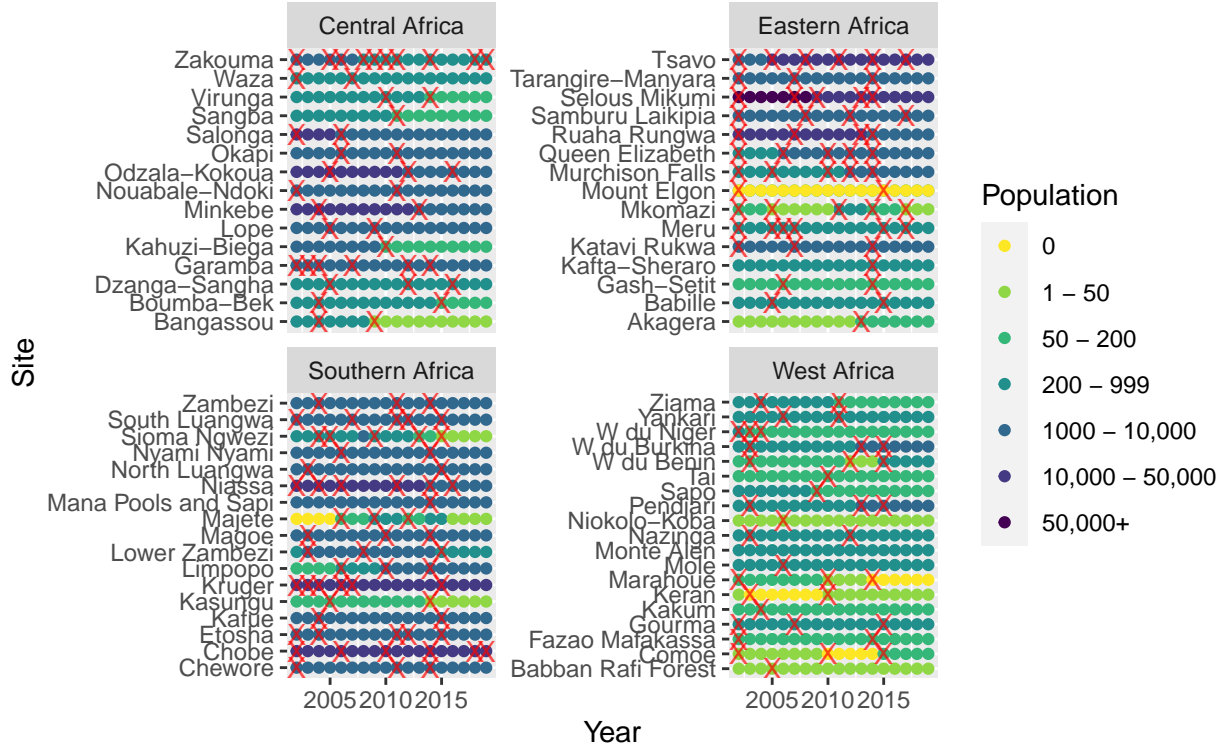 Central Africa
Zakouma
Waza
Virunga
Sangba
Salonga
Okapi
Odzala−Kokoua
Nouabale−Ndoki
Minkebe
Lope
Kahuzi−Biega
Garamba
Dzanga−Sangha
Boumba−Bek
Bangassou
Eastern Africa
Tsavo
Tarangire−Manyara
Selous Mikumi
Samburu Laikipia
Ruaha Rungwa
Queen Elizabeth
Murchison Falls
Mount Elgon
Mkomazi
Meru
Katavi Rukwa
Kafta−Sheraro
Gash−Setit
Babille
Akagera
Southern Africa
Zambezi
South Luangwa
Sioma Ngwezi
Nyami Nyami
North Luangwa
Niassa
Mana Pools and Sapi
Majete
Magoe
Lower Zambezi
Limpopo
Kruger
Kasungu
Kafue
Etosha
Chobe
Chewore
2005 2010 2015
West Africa
Ziama
Yankari
W du Niger
W du Burkina
W du Benin
Tai
Sapo
Pendjari
Niokolo−Koba
Nazinga
Monte Alen
Mole
Marahoue
Keran
Kakum
Gourma
Fazao Mafakassa
Comoe
Babban Rafi Forest
2005 2010 2015
Site
Year
Population
0
1 − 50
50 − 200
200 − 999
1000 − 10,000
10,000 − 50,000
50,000+